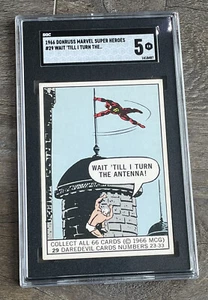 SGC
1966 DONRUSS MARVEL SUPER HEROES
#29 WAIT 'TILL I TURN THE..
5
WAIT 'TILL I TURN
THE ANTENNA!
COLLECT ALL 66 CARDS (© 1966 MCG)
29 DAREDEVIL CARDS NUMBERS 23-33